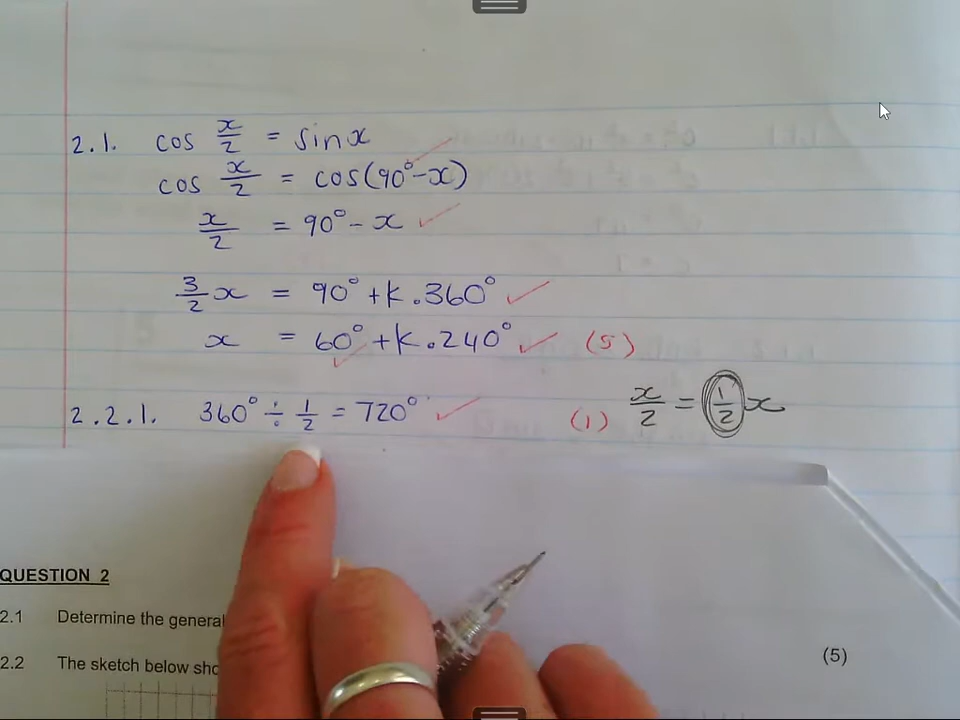 2.1. cos x/2 = sinx
cos x/2 = cos(90°-x)
x/2 = 90° - x
3/2 x = 90° + k.360°
x = 60° + k.240° (5)
2.2.1. 360° ÷ 1/2 = 720° (1) x/2 = 1/2 x
QUESTION 2
2.1 Determine the general
(5)
2.2 The sketch below sho